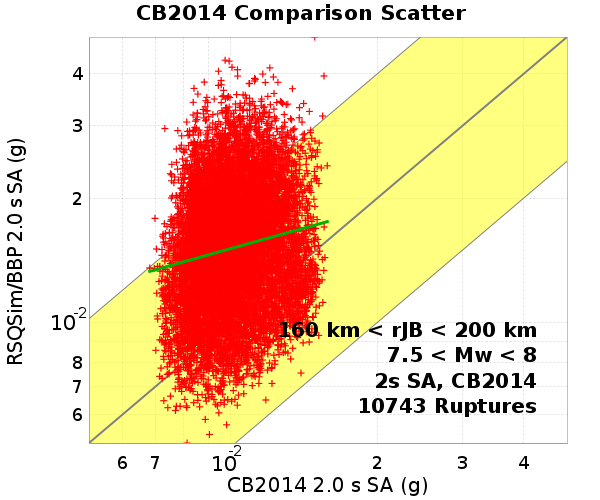 CB2014 Comparison Scatter
RSQSim/BBP 2.0 s SA (g)
4
3
2
10-2
8
7
6
160 km < rJB < 200 km
7.5 < Mw < 8
2s SA, CB2014
10743 Ruptures
6 7 10-2 2 3 4
CB2014 2.0 s SA (g)